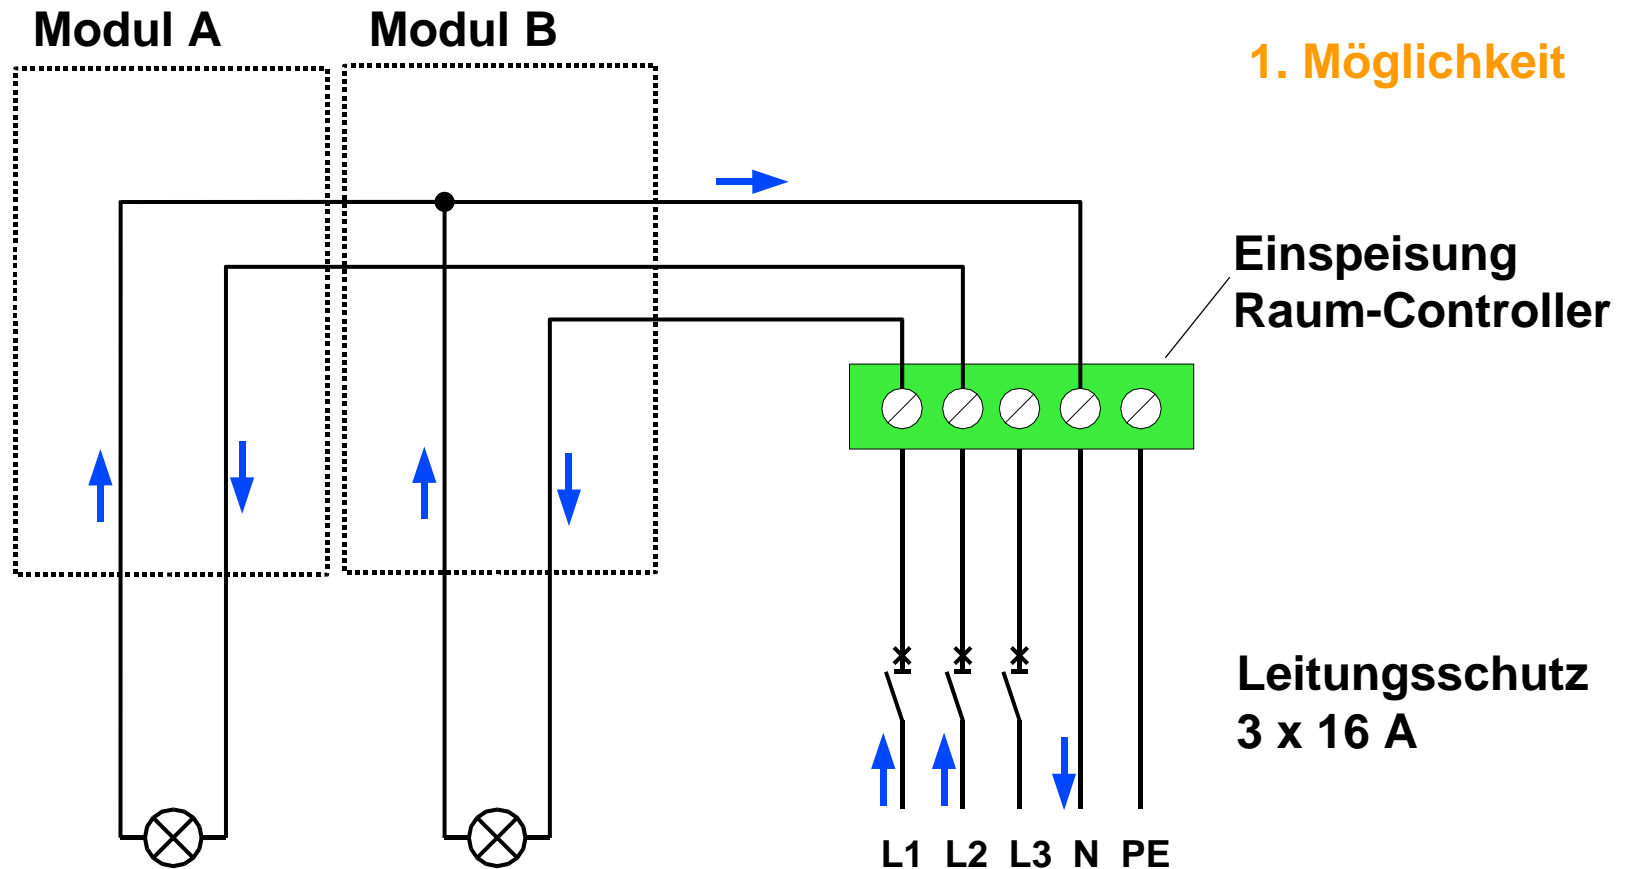 Modul A
Modul B
1. Möglichkeit
Einspeisung
Raum-Controller
Leitungsschutz
3 x 16 A
L1 L2 L3 N PE